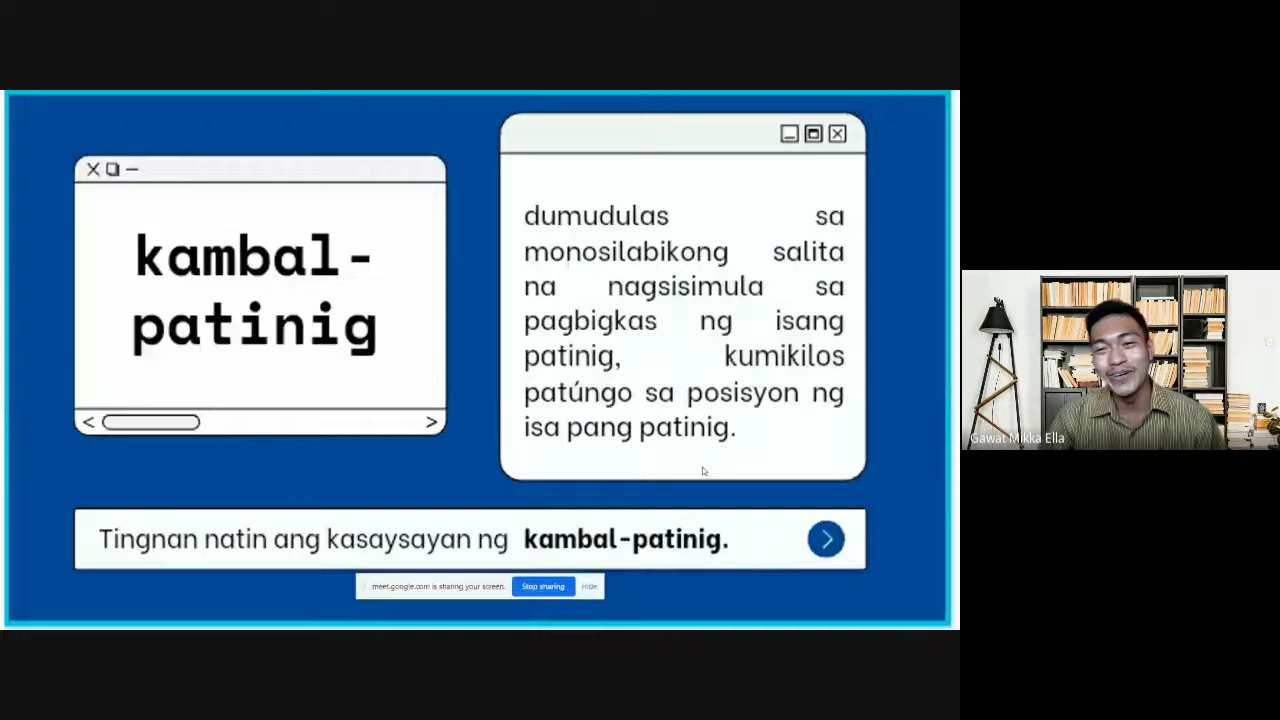 kambal-
patinig
dumudulas sa
monosilabikong salita
na nagsisimula sa
pagbigkas ng isang
patinig, kumikilos
patúngo sa posisyon ng
isa pang patinig.
Tingnan natin ang kasaysayan ng kambal-patinig.
meet.google.com is sharing your screen. Stop sharing Hide
Gawat Mikka Ella